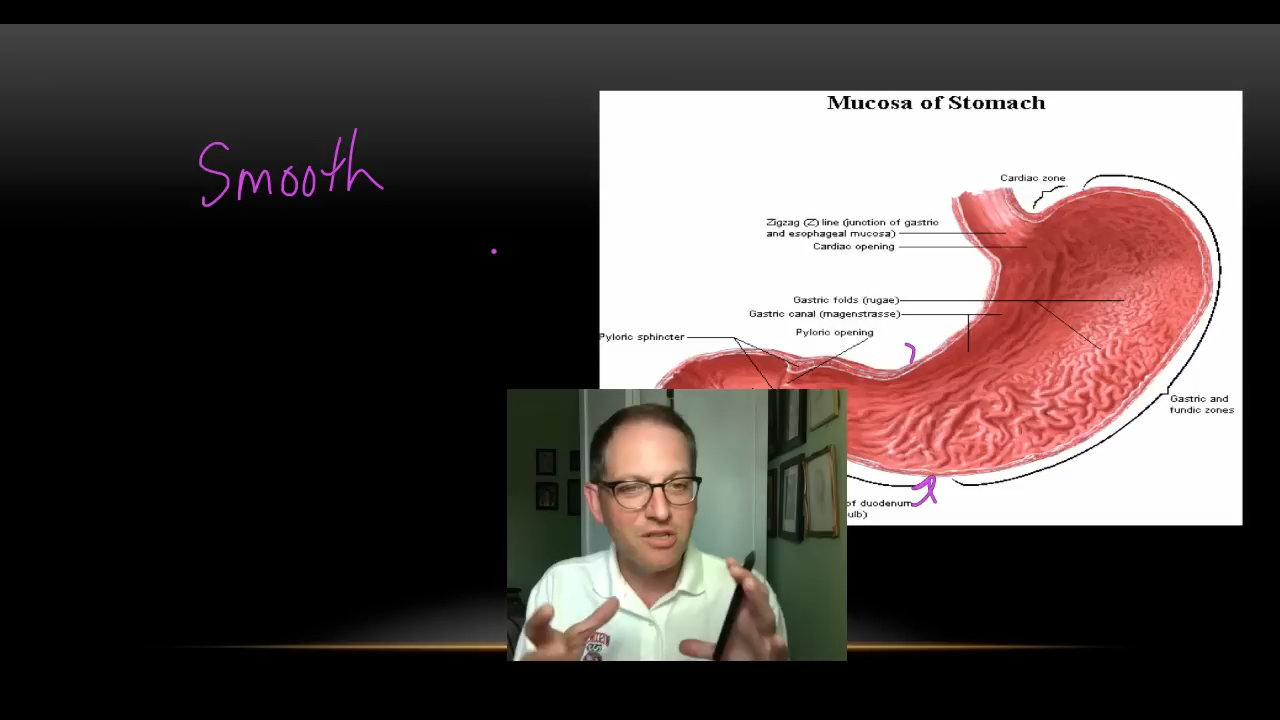 Smooth
Mucosa of Stomach
Cardiac zone
Zigzag (Z) line (junction of gastric
and esophageal mucosa)
Cardiac opening
Gastric folds (rugae)
Gastric canal (magenstrasse)
Pyloric opening
Pyloric sphincter
Gastric and
fundic zones
of duodenum
ulb)